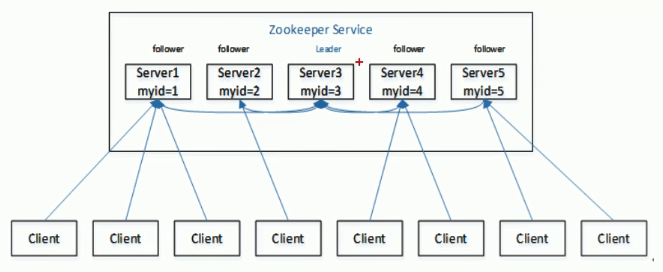 Zookeeper Service
follower follower Leader follower follower
Server1 Server2 Server3 Server4 Server5
myid=1 myid=2 myid=3 myid=4 myid=5
Client Client Client Client Client Client Client Client